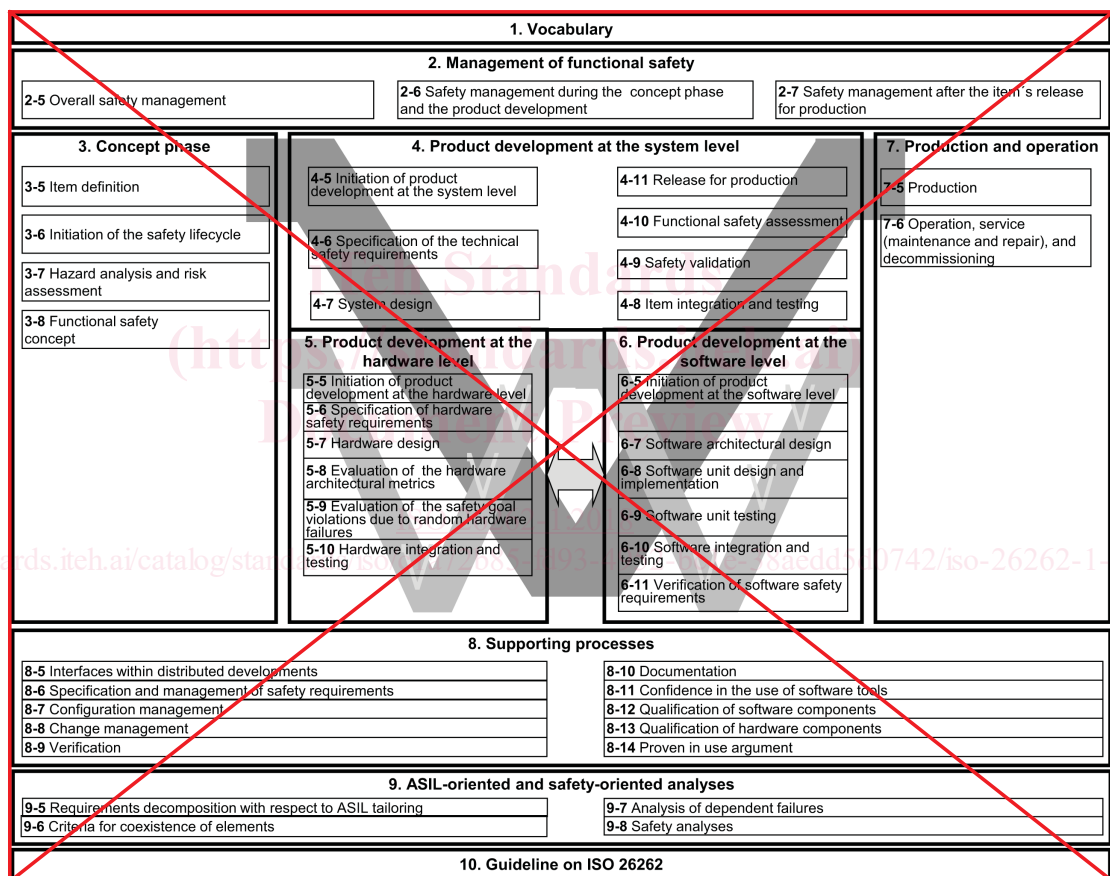 1. Vocabulary
2. Management of functional safety
2-5 Overall safety management
2-6 Safety management during the concept phase
and the product development
2-7 Safety management after the item´s release
for production
3. Concept phase
3-5 Item definition
3-6 Initiation of the safety lifecycle
3-7 Hazard analysis and risk
assessment
3-8 Functional safety
concept
4. Product development at the system level
4-5 Initiation of product
development at the system level
4-6 Specification of the technical
safety requirements
4-7 System design
4-11 Release for production
4-10 Functional safety assessment
4-9 Safety validation
4-8 Item integration and testing
7. Production and operation
7-5 Production
7-6 Operation, service
(maintenance and repair), and
decommissioning
5. Product development at the
hardware level
5-5 Initiation of product
development at the hardware level
5-6 Specification of hardware
safety requirements
5-7 Hardware design
5-8 Evaluation of the hardware
architectural metrics
5-9 Evaluation of the safety goal
violations due to random hardware
failures
5-10 Hardware integration and
testing
6. Product development at the
software level
6-5 Initiation of product
development at the software level
6-7 Software architectural design
6-8 Software unit design and
implementation
6-9 Software unit testing
6-10 Software integration and
testing
6-11 Verification of software safety
requirements
iTeh Standards
Document Preview
8. Supporting processes
8-5 Interfaces within distributed developments
8-6 Specification and management of safety requirements
8-7 Configuration management
8-8 Change management
8-9 Verification
8-10 Documentation
8-11 Confidence in the use of software tools
8-12 Qualification of software components
8-13 Qualification of hardware components
8-14 Proven in use argument
9. ASIL-oriented and safety-oriented analyses
9-5 Requirements decomposition with respect to ASIL tailoring
9-6 Criteria for coexistence of elements
9-7 Analysis of dependent failures
9-8 Safety analyses
10. Guideline on ISO 26262